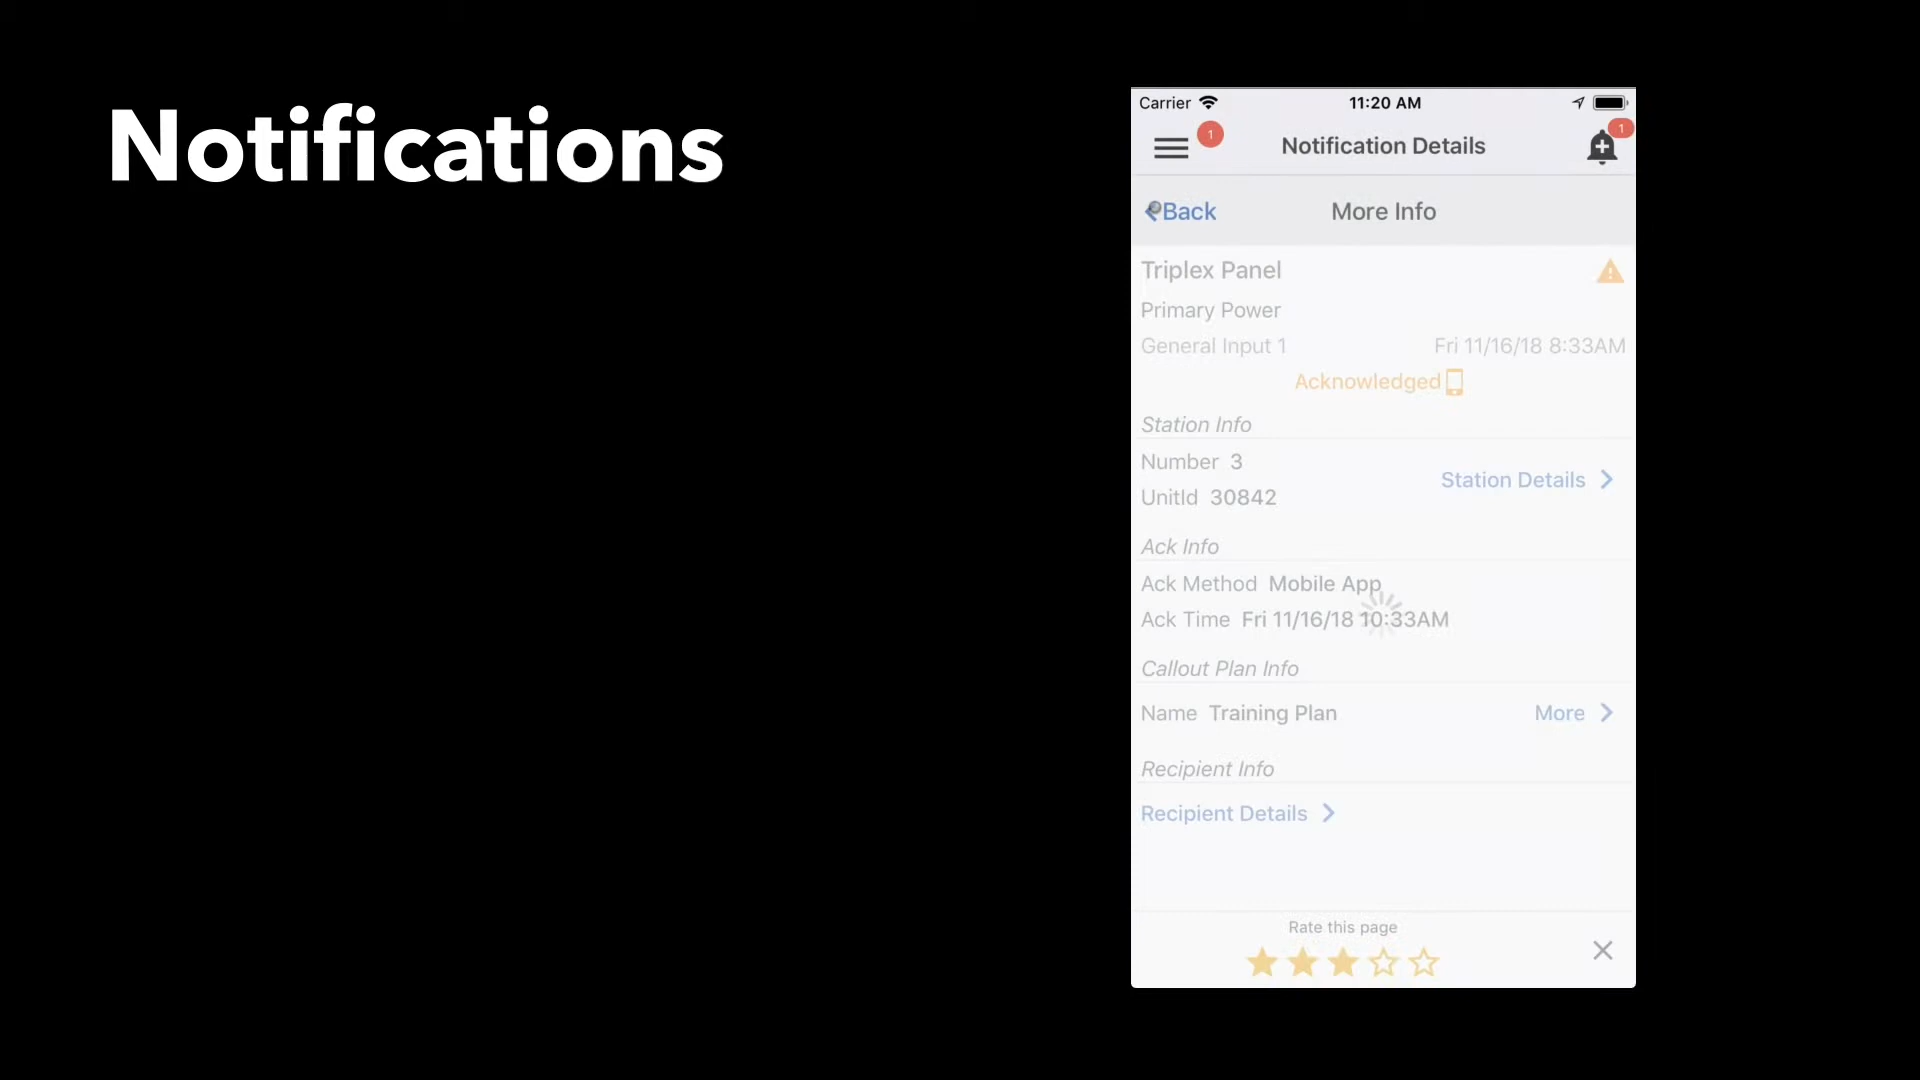 Notifications
Carrier 11:20 AM
1 Notification Details 1
Back More Info
Triplex Panel
Primary Power
General Input 1 Fri 11/16/18 8:33AM
Acknowledged
Station Info
Number 3
Station Details
UnitId 30842
Ack Info
Ack Method Mobile App
Ack Time Fri 11/16/18 10:33AM
Callout Plan Info
Name Training Plan More
Recipient Info
Recipient Details
Rate this page